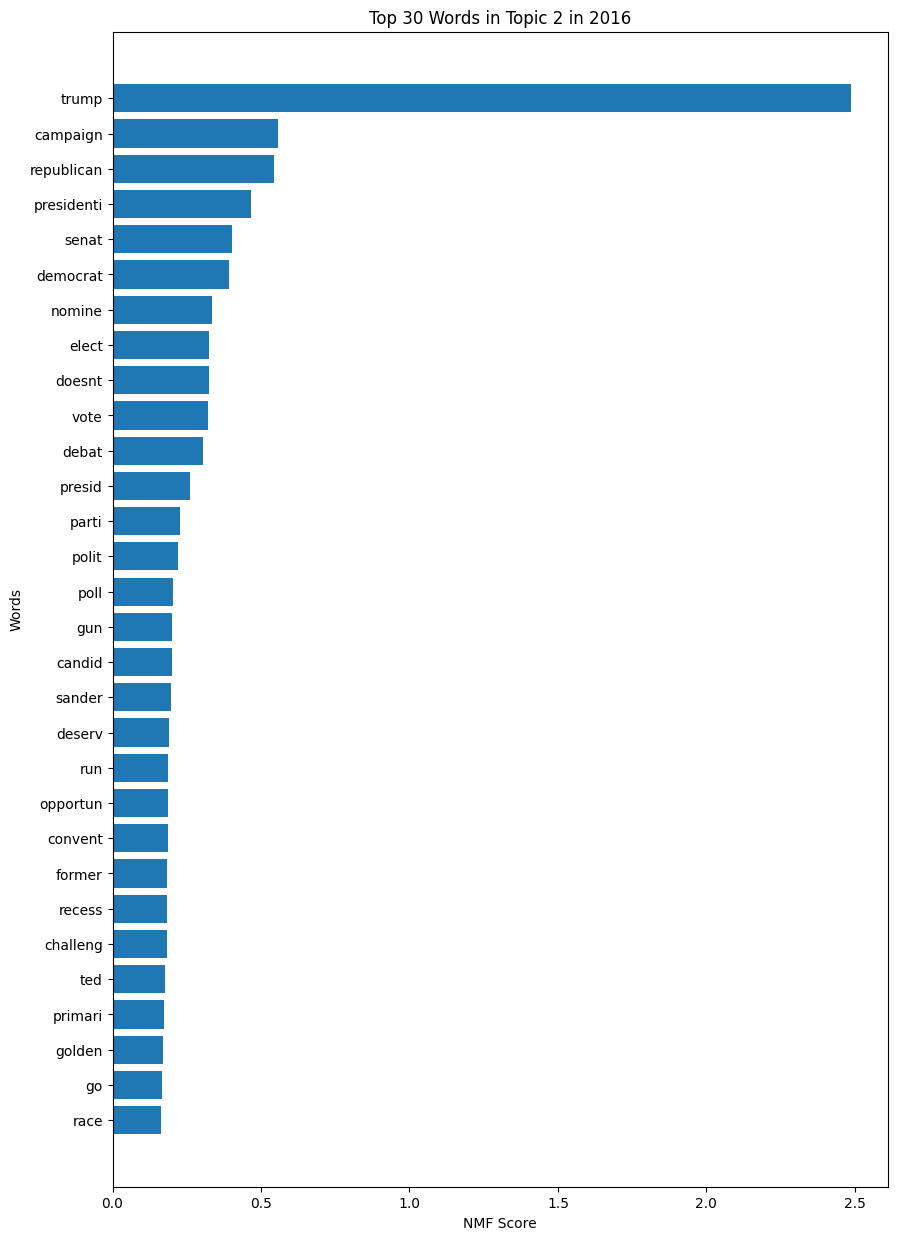 Top 30 Words in Topic 2 in 2016
trump
campaign
republican
presidenti
senat
democrat
nomine
elect
doesnt
vote
debat
presid
parti
polit
poll
gun
candid
sander
deserv
run
opportun
convent
former
recess
challeng
ted
primari
golden
go
race
Words
0.0 0.5 1.0 1.5 2.0 2.5
NMF Score